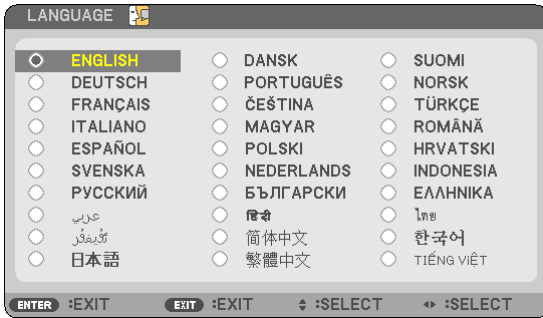 LANGUAGE
ENGLISH DANSK SUOMI
DEUTSCH PORTUGUÊS NORSK
FRANÇAIS ČEŠTINA TÜRKÇE
ITALIANO MAGYAR ROMÂNĂ
ESPAÑOL POLSKI HRVATSKI
SVENSKA NEDERLANDS INDONESIA
РУССКИЙ БЪЛГАРСКИ ΕΛΛΗΝΙΚΑ
عربي हिंदी ไทย
ئۇيغۇر 简体中文 한국어
日本語 繁體中文 TIẾNG VIỆT
ENTER :EXIT EXIT :EXIT :SELECT :SELECT